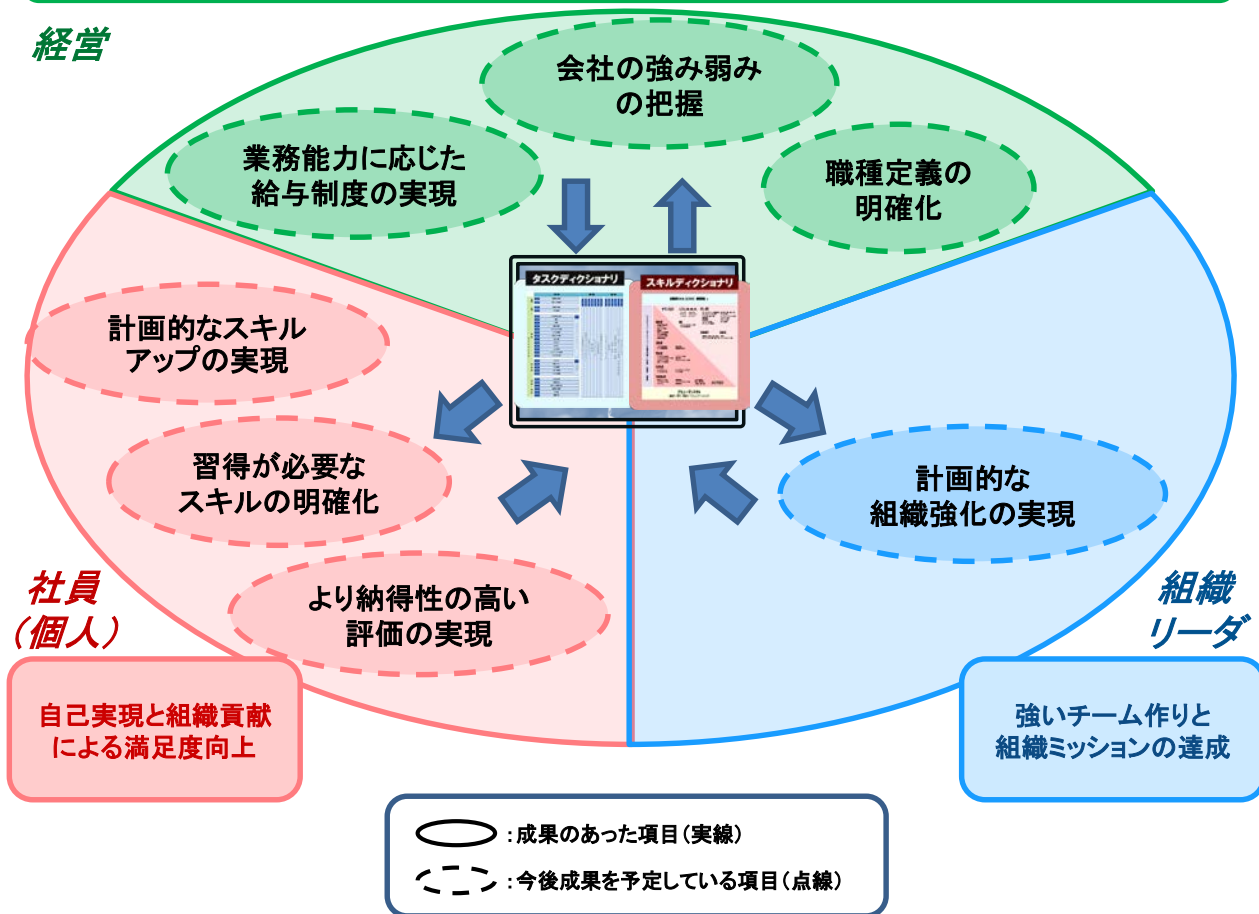 経営
会社の強み弱み
の把握
業務能力に応じた
給与制度の実現
職種定義の
明確化
タスクディクショナリ
スキルディクショナリ
計画的なスキル
アップの実現
習得が必要な
スキルの明確化
より納得性の高い
評価の実現
計画的な
組織強化の実現
社員
(個人)
組織
リーダ
自己実現と組織貢献
による満足度向上
強いチーム作りと
組織ミッションの達成
:成果のあった項目(実線)
:今後成果を予定している項目(点線)